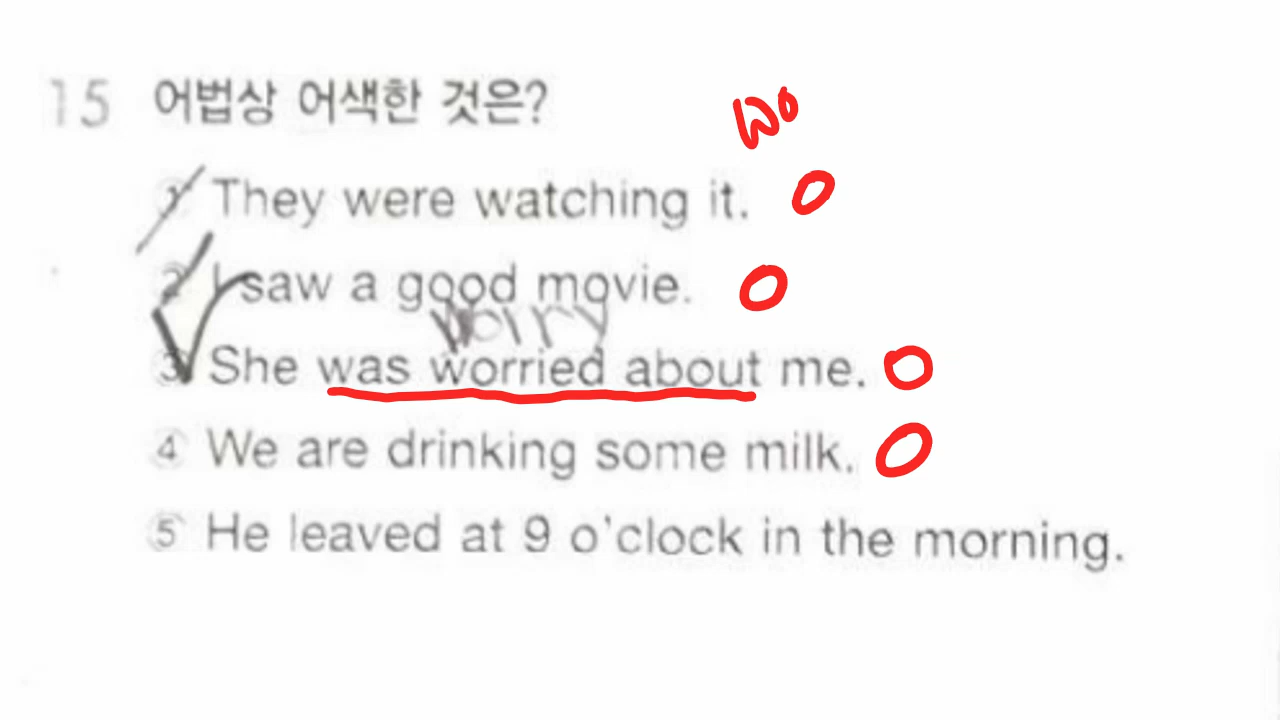 15 어법상 어색한 것은?
wo
① They were watching it.
② I saw a good movie.
worry
③ She was worried about me.
④ We are drinking some milk.
⑤ He leaved at 9 o'clock in the morning.